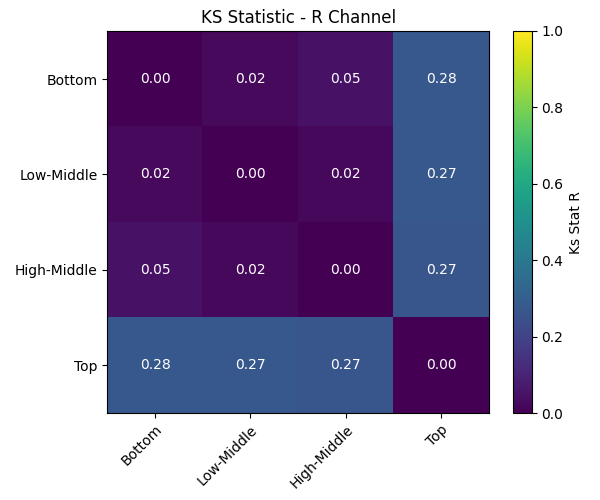 KS Statistic - R Channel
Bottom 0.00 0.02 0.05 0.28
Low-Middle 0.02 0.00 0.02 0.27
High-Middle 0.05 0.02 0.00 0.27
Top 0.28 0.27 0.27 0.00
Bottom Low-Middle High-Middle Top
1.0
0.8
0.6
0.4
0.2
0.0
Ks Stat R